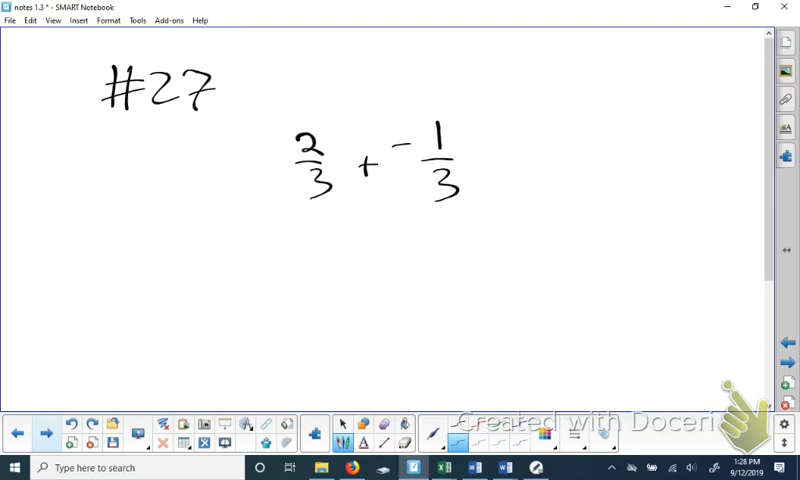 notes 1.3 * - SMART Notebook
File Edit View Insert Format Tools Add-ons Help
#27
2/3 + -1/3
Created with Doceri
Type here to search
1:28 PM
9/12/2019